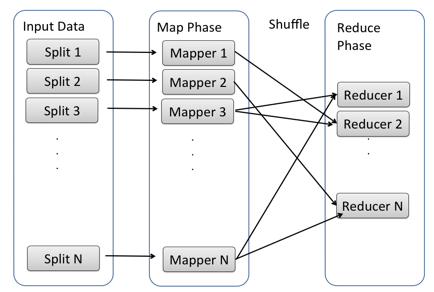 Input Data
Split 1
Split 2
Split 3
Split N
Map Phase
Mapper 1
Mapper 2
Mapper 3
Mapper N
Shuffle
Reduce
Phase
Reducer 1
Reducer 2
Reducer N